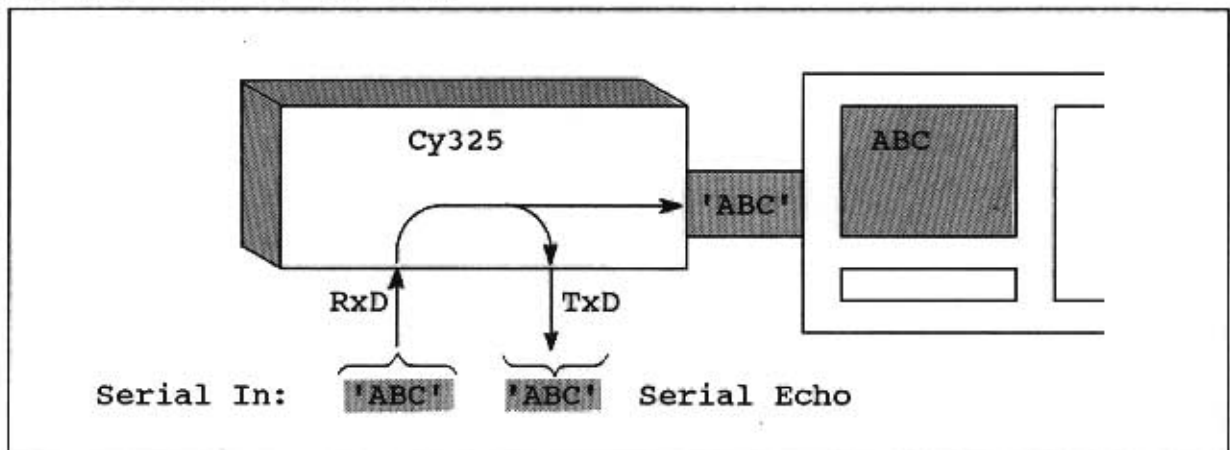 Cy325
ABC
'ABC'
RxD
TxD
Serial In: 'ABC' 'ABC' Serial Echo